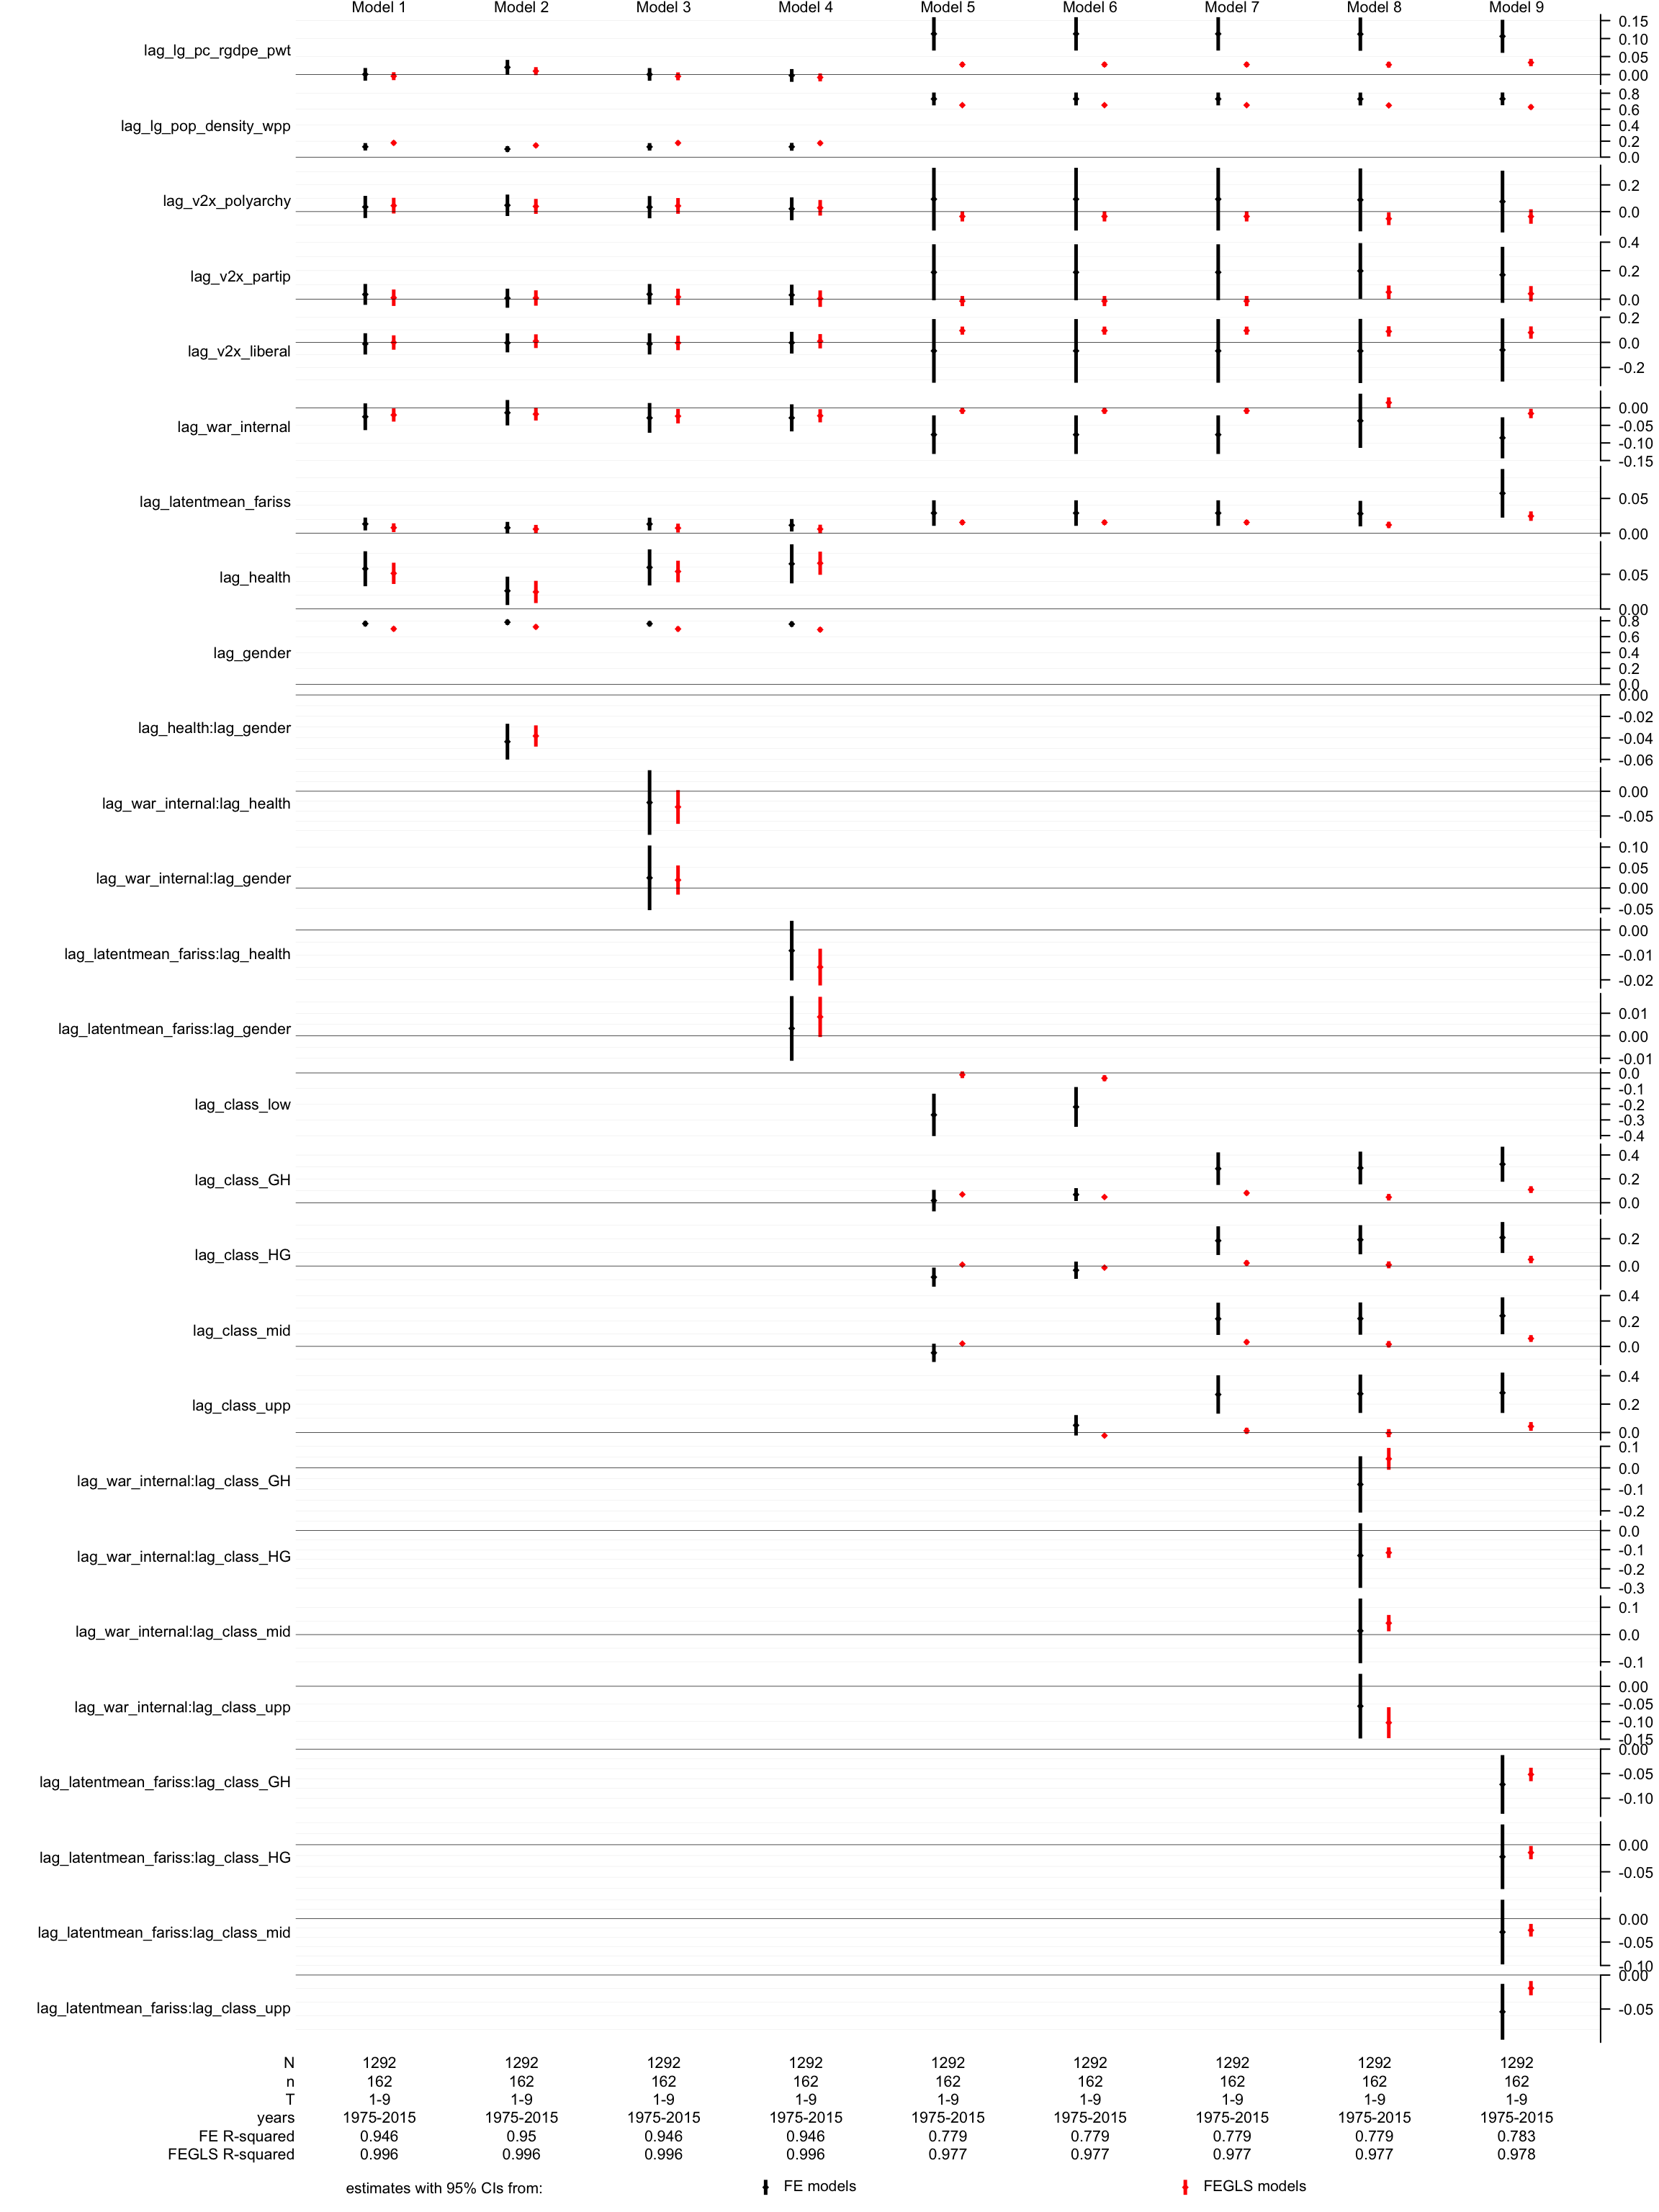 Model 1 Model 2 Model 3 Model 4 Model 5 Model 6 Model 7 Model 8 Model 9
lag_lg_pc_rgdpe_pwt 0.15 0.10 0.05 0.00
lag_lg_pop_density_wpp 0.8 0.6 0.4 0.2 0.0
lag_v2x_polyarchy 0.2 0.0
lag_v2x_partip 0.4 0.2 0.0
lag_v2x_liberal 0.2 0.0 -0.2
lag_war_internal 0.00 -0.05 -0.10 -0.15
lag_latentmean_fariss 0.05 0.00
lag_health 0.05 0.00
lag_gender 0.8 0.6 0.4 0.2 0.0
lag_health:lag_gender 0.00 -0.02 -0.04 -0.06
lag_war_internal:lag_health 0.00 -0.05
lag_war_internal:lag_gender 0.10 0.05 0.00 -0.05
lag_latentmean_fariss:lag_health 0.00 -0.01 -0.02
lag_latentmean_fariss:lag_gender 0.01 0.00 -0.01
lag_class_low 0.0 -0.1 -0.2 -0.3 -0.4
lag_class_GH 0.4 0.2 0.0
lag_class_HG 0.2 0.0
lag_class_mid 0.4 0.2 0.0
lag_class_upp 0.4 0.2 0.0
lag_war_internal:lag_class_GH 0.1 0.0 -0.1 -0.2
lag_war_internal:lag_class_HG 0.0 -0.1 -0.2 -0.3
lag_war_internal:lag_class_mid 0.1 0.0 -0.1
lag_war_internal:lag_class_upp 0.00 -0.05 -0.10 -0.15
lag_latentmean_fariss:lag_class_GH 0.00 -0.05 -0.10
lag_latentmean_fariss:lag_class_HG 0.00 -0.05
lag_latentmean_fariss:lag_class_mid 0.00 -0.05 -0.10
lag_latentmean_fariss:lag_class_upp 0.00 -0.05
N 1292 1292 1292 1292 1292 1292 1292 1292 1292
n 162 162 162 162 162 162 162 162 162
T 1-9 1-9 1-9 1-9 1-9 1-9 1-9 1-9 1-9
years 1975-2015 1975-2015 1975-2015 1975-2015 1975-2015 1975-2015 1975-2015 1975-2015 1975-2015
FE R-squared 0.946 0.95 0.946 0.946 0.779 0.779 0.779 0.779 0.783
FEGLS R-squared 0.996 0.996 0.996 0.996 0.977 0.977 0.977 0.977 0.978
estimates with 95% CIs from: FE models FEGLS models